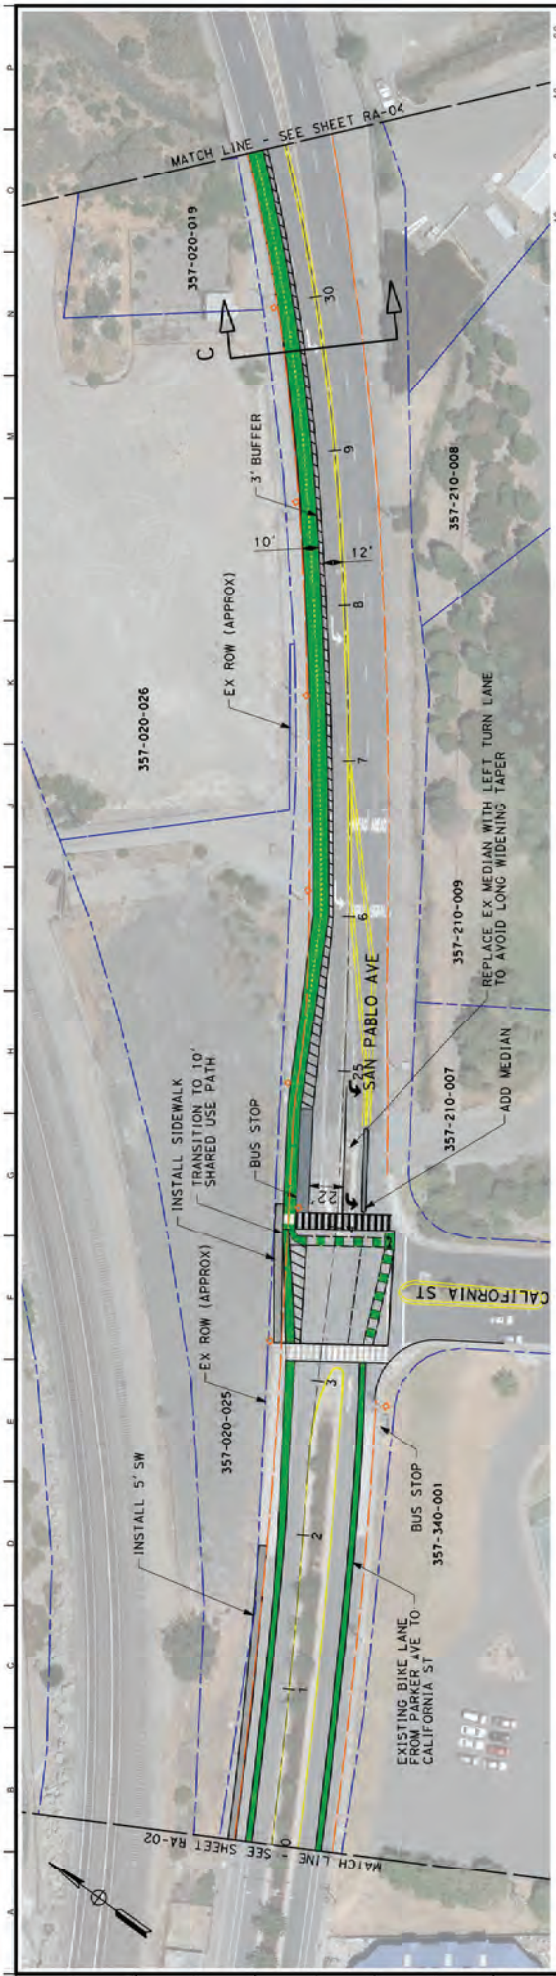 A
B
C
D
E
F
G
H
K
L
M
N
O
P
MATCH LINE - SEE SHEET RA-02
INSTALL 5' SW
357-020-025
EX ROW (APPROX)
INSTALL SIDEWALK
TRANSITION TO 10'
SHARED USE PATH
BUS STOP
357-020-026
EX ROW (APPROX)
10'
3' BUFFER
12'
C
357-020-019
MATCH LINE - SEE SHEET RA-04
0
1
2
3
22'
25
6
7
8
9
30
SAN PABLO AVE
EXISTING BIKE LANE
FROM PARKER AVE TO
CALIFORNIA ST
BUS STOP
357-340-001
CALIFORNIA ST
357-210-007
ADD MEDIAN
357-210-009
REPLACE EX MEDIAN WITH LEFT TURN LANE
TO AVOID LONG WIDENING TAPER
357-210-008